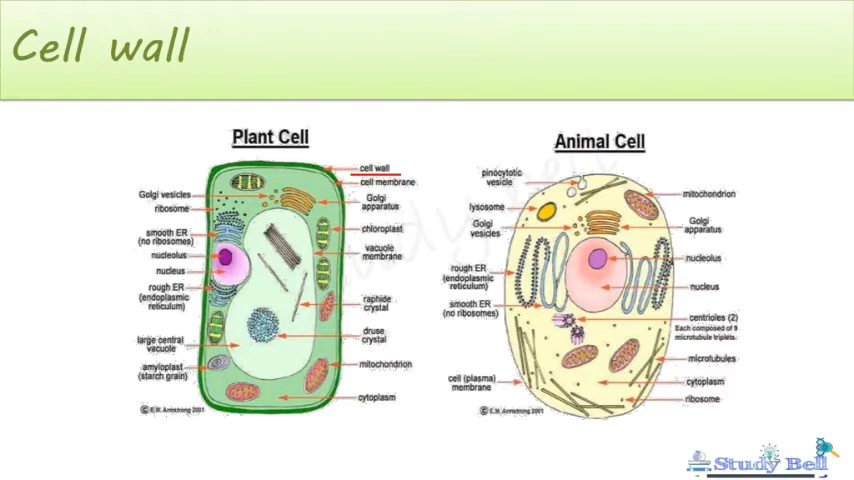 Cell wall
Plant Cell
cell wall
cell membrane
Golgi vesicles
Golgi
apparatus
ribosome
chloroplast
smooth ER
(no ribosomes)
vacuole
membrane
nucleolus
nucleus
rough ER
(endoplasmic
reticulum)
raphide
crystal
druse
crystal
large central
vacuole
mitochondrion
amyloplast
(starch grain)
cytoplasm
© E.M. Armstrong 2001
Animal Cell
pinocytotic
vesicle
mitochondrion
lysosome
Golgi
vesicles
Golgi
apparatus
nucleolus
rough ER
(endoplasmic
reticulum)
nucleus
smooth ER
(no ribosomes)
centrioles (2)
Each composed of 9
microtubule triplets.
microtubules
cell (plasma)
membrane
cytoplasm
ribosome
© E.M. Armstrong 2001
Study Bell